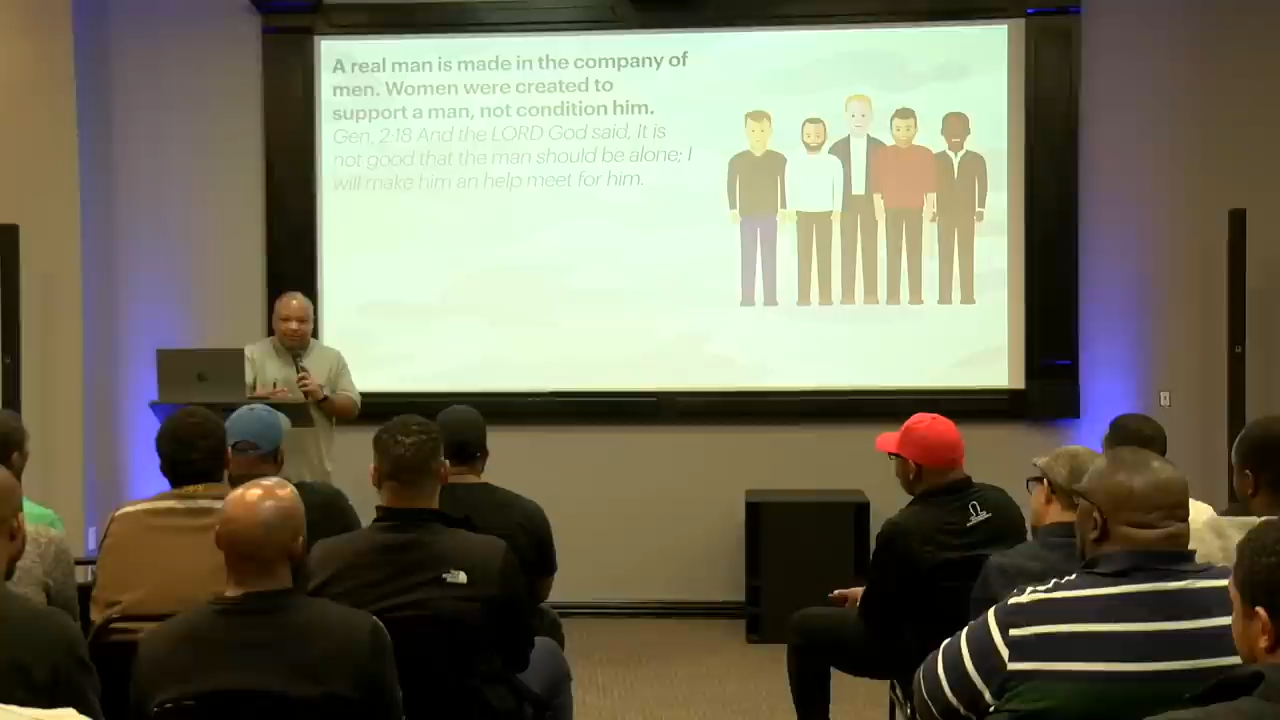 A real man is made in the company of
men. Women were created to
support a man, not condition him.
Gen, 2:18 And the LORD God said, It is
not good that the man should be alone; I
will make him an help meet for him.